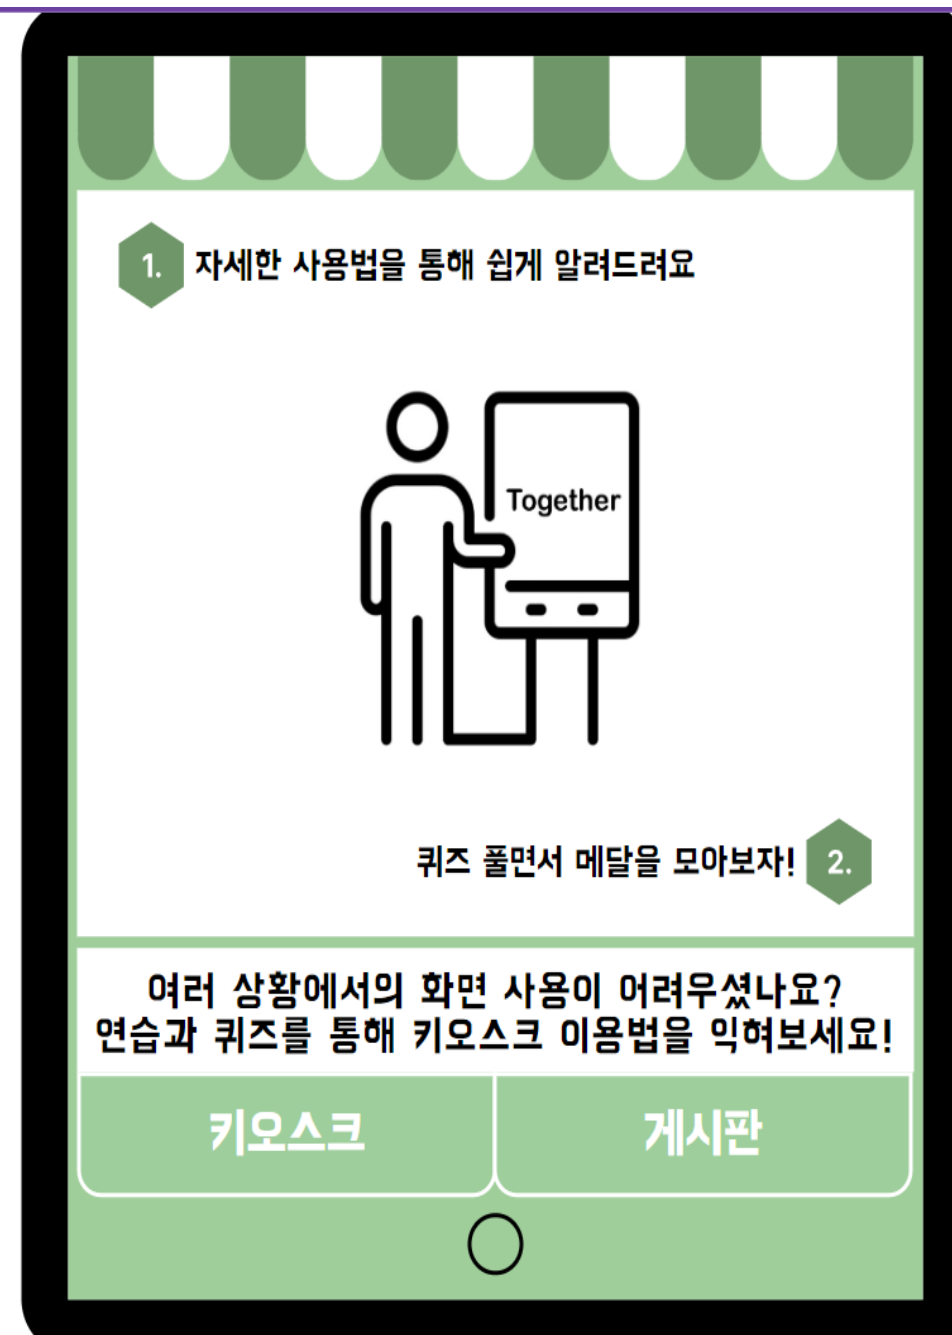 1. 자세한 사용법을 통해 쉽게 알려드려요
Together
퀴즈 풀면서 메달을 모아보자! 2.
여러 상황에서의 화면 사용이 어려우셨나요?
연습과 퀴즈를 통해 키오스크 이용법을 익혀보세요!
키오스크 게시판